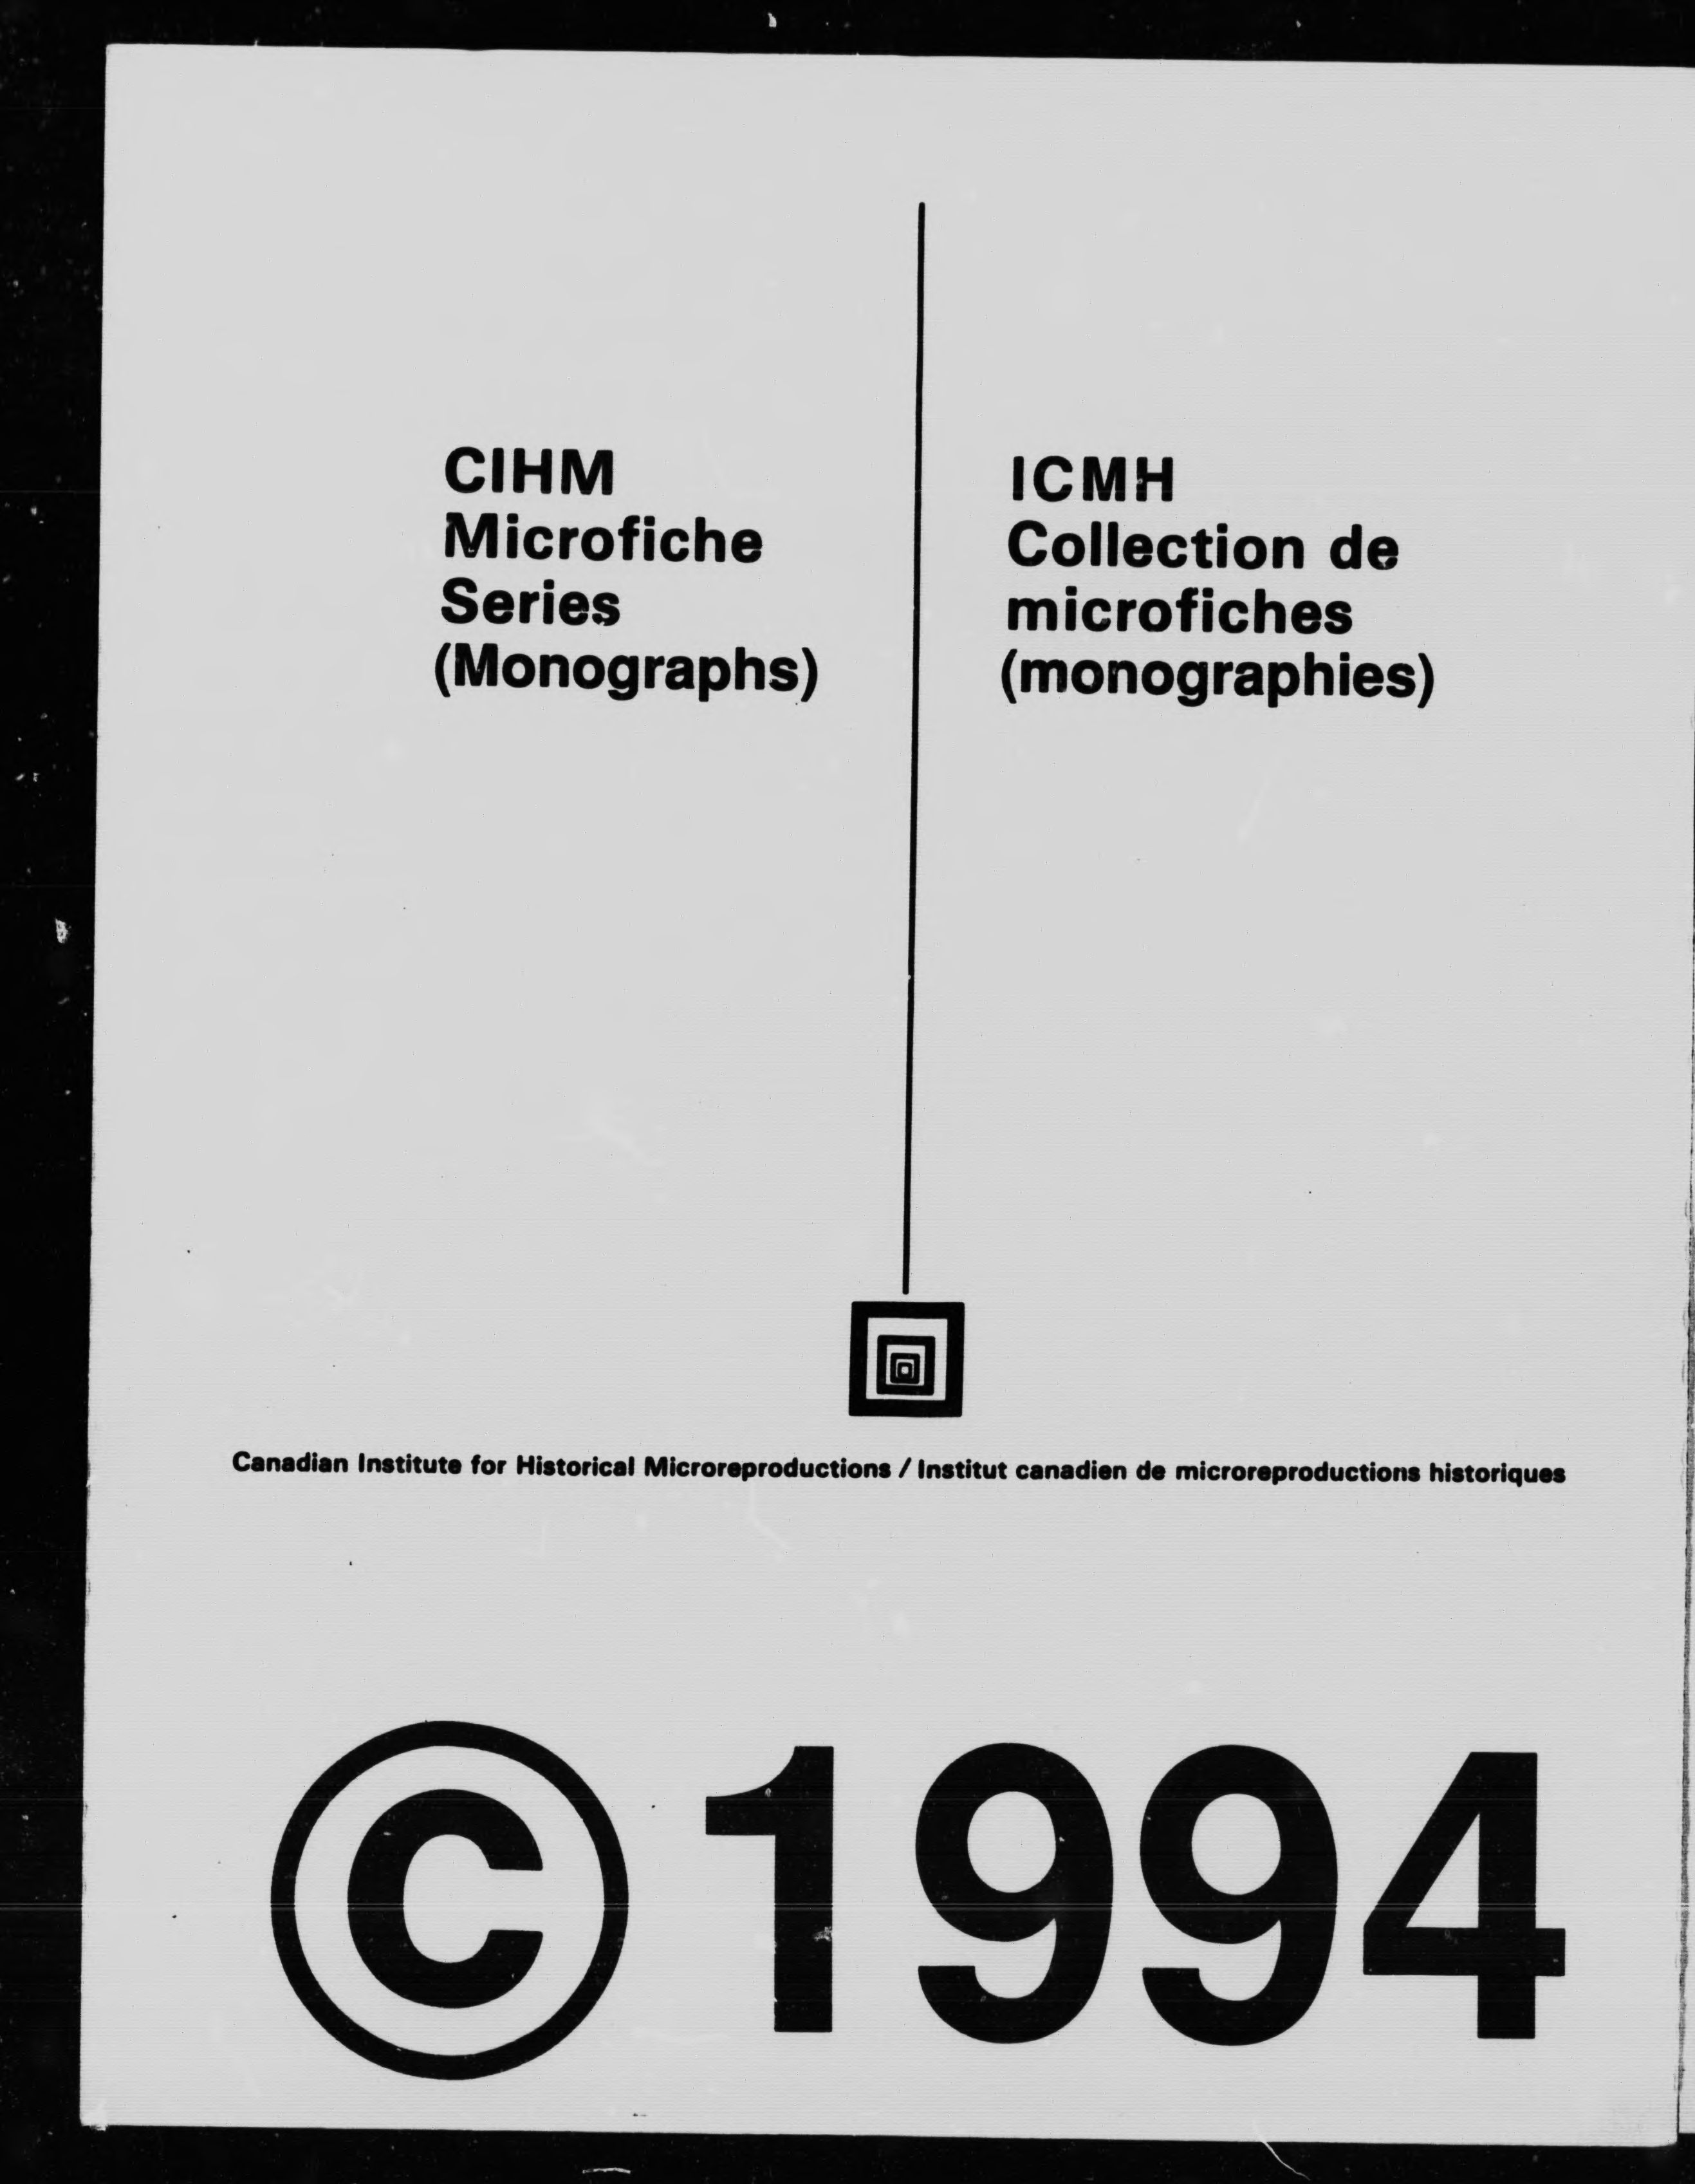 CIHM
Microfiche
Series
(Monographs)
ICMH
Collection de
microfiches
(monographies)
Canadian Institute for Historical Microreproductions / Institut canadien de microreproductions historiques
©1994